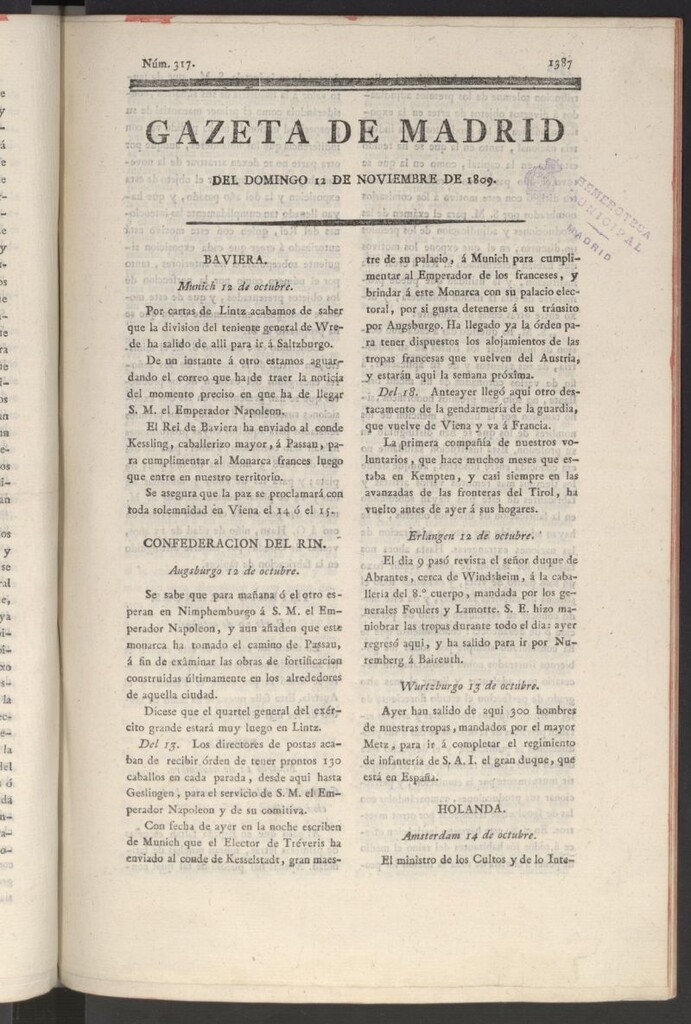 Núm. 317.
1387
GAZETA DE MADRID
DEL DOMINGO 12 DE NOVIEMBRE DE 1809.
HEMEROTECA
MUNICIPAL
MADRID
BAVIERA.
Munich 12 de octubre.
Por cartas de Lintz acabamos de saber
que la division del teniente general de Wre-
de ha salido de alli para ir á Saltzburgo.
De un instante á otro estamos aguar-
dando el correo que ha de traer la noticia
del momento preciso en que ha de llegar
S. M. el Emperador Napoleon.
El Rei de Baviera ha enviado al conde
Kessling, caballerizo mayor, á Passau, pa-
ra cumplimentar al Monarca frances luego
que entre en nuestro territorio.
Se asegura que la paz se proclamará con
toda solemnidad en Viena el 14 ó el 15.
CONFEDERACION DEL RIN.
Augsburgo 12 de octubre.
Se sabe que para mañana ó el otro es-
peran en Nimphemburgo á S. M. el Em-
perador Napoleon, y aun añaden que este
monarca ha tomado el camino de Passau,
á fin de exâminar las obras de fortificacion
construidas últimamente en los alrededores
de aquella ciudad.
Dícese que el quartel general del exér-
cito grande estará muy luego en Lintz.
Del 13. Los directores de postas aca-
ban de recibir órden de tener prontos 130
caballos en cada parada, desde aqui hasta
Geslingen, para el servicio de S. M. el Em-
perador Napoleon y de su comitiva.
Con fecha de ayer en la noche escriben
de Munich que el Elector de Tréveris ha
enviado al conde de Kesselstadt, gran maes-
tre de su palacio, á Munich para cumpli-
mentar al Emperador de los franceses, y
brindar á este Monarca con su palacio elec-
toral, por si gusta detenerse á su tránsito
por Augsburgo. Ha llegado ya la órden pa-
ra tener dispuestos los alojamientos de las
tropas francesas que vuelven del Austria,
y estarán aqui la semana próxîma.
Del 18. Anteayer llegó aqui otro des-
tacamento de la gendarmería de la guardia,
que vuelve de Viena y va á Francia.
La primera compañía de nuestros vo-
luntarios, que hace muchos meses que es-
taba en Kempten, y casi siempre en las
avanzadas de las fronteras del Tirol, ha
vuelto antes de ayer á sus hogares.
Erlangen 12 de octubre.
El dia 9 pasó revista el señor duque de
Abrantes, cerca de Windsheim, á la caba-
llería del 8.º cuerpo, mandada por los ge-
nerales Foulers y Lamotte. S. E. hizo ma-
niobrar las tropas durante todo el dia: ayer
regresó aqui, y ha salido para ir por Nu-
remberg á Baireuth.
Wurtzburgo 13 de octubre.
Ayer han salido de aqui 300 hombres
de nuestras tropas, mandados por el mayor
Metz, para ir á completar el regimiento
de infantería de S. A. I. el gran duque, que
está en España.
HOLANDA.
Amsterdam 14 de octubre.
El ministro de los Cultos y de lo Inte-